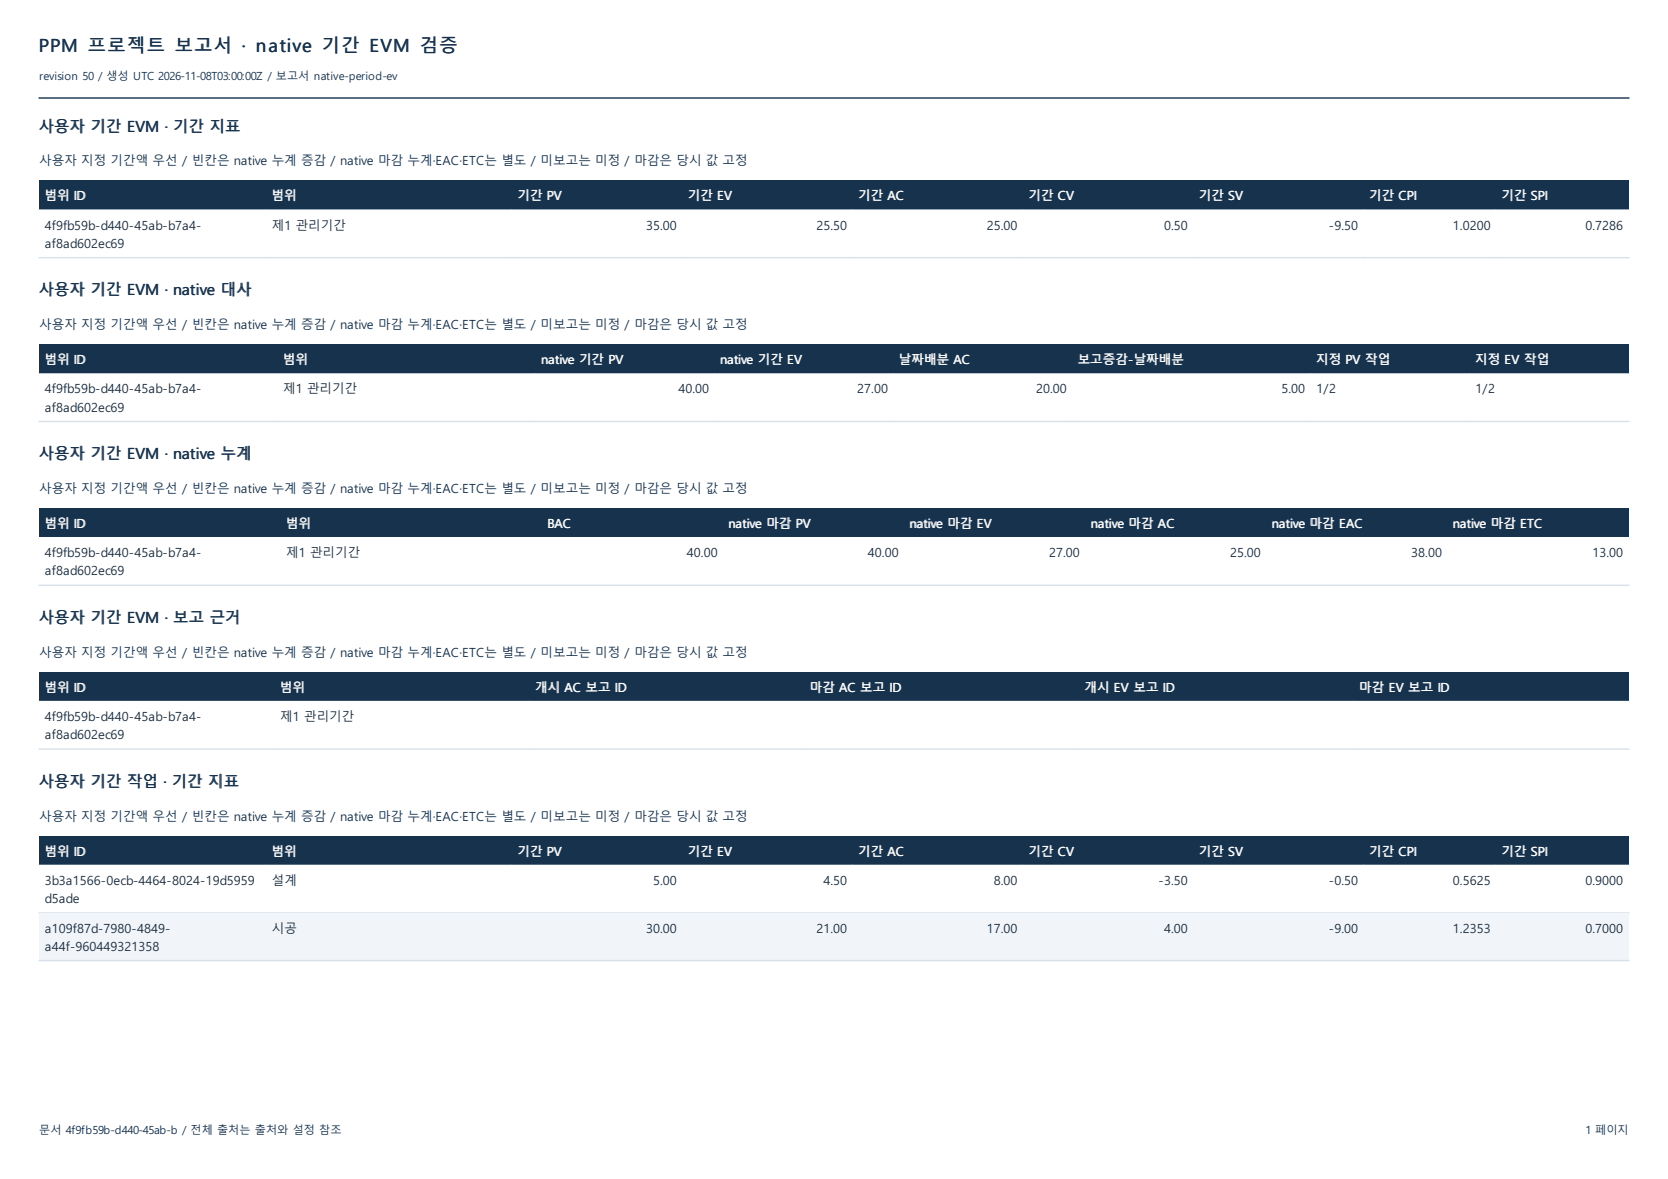 PPM 프로젝트 보고서 · native 기간 EVM 검증
revision 50 / 생성 UTC 2026-11-08T03:00:00Z / 보고서 native-period-ev
사용자 기간 EVM · 기간 지표
사용자 지정 기간액 우선 / 빈칸은 native 누계 증감 / native 마감 누계·EAC·ETC는 별도 / 미보고는 미정 / 마감은 당시 값 고정
범위 ID 범위 기간 PV 기간 EV 기간 AC 기간 CV 기간 SV 기간 CPI 기간 SPI
4f9fb59b-d440-45ab-b7a4- 제1 관리기간 35.00 25.50 25.00 0.50 -9.50 1.0200 0.7286
af8ad602ec69
사용자 기간 EVM · native 대사
사용자 지정 기간액 우선 / 빈칸은 native 누계 증감 / native 마감 누계·EAC·ETC는 별도 / 미보고는 미정 / 마감은 당시 값 고정
범위 ID 범위 native 기간 PV native 기간 EV 날짜배분 AC 보고증감-날짜배분 지정 PV 작업 지정 EV 작업
4f9fb59b-d440-45ab-b7a4- 제1 관리기간 40.00 27.00 20.00 5.00 1/2 1/2
af8ad602ec69
사용자 기간 EVM · native 누계
사용자 지정 기간액 우선 / 빈칸은 native 누계 증감 / native 마감 누계·EAC·ETC는 별도 / 미보고는 미정 / 마감은 당시 값 고정
범위 ID 범위 BAC native 마감 PV native 마감 EV native 마감 AC native 마감 EAC native 마감 ETC
4f9fb59b-d440-45ab-b7a4- 제1 관리기간 40.00 40.00 27.00 25.00 38.00 13.00
af8ad602ec69
사용자 기간 EVM · 보고 근거
사용자 지정 기간액 우선 / 빈칸은 native 누계 증감 / native 마감 누계·EAC·ETC는 별도 / 미보고는 미정 / 마감은 당시 값 고정
범위 ID 범위 개시 AC 보고 ID 마감 AC 보고 ID 개시 EV 보고 ID 마감 EV 보고 ID
4f9fb59b-d440-45ab-b7a4- 제1 관리기간
af8ad602ec69
사용자 기간 작업 · 기간 지표
사용자 지정 기간액 우선 / 빈칸은 native 누계 증감 / native 마감 누계·EAC·ETC는 별도 / 미보고는 미정 / 마감은 당시 값 고정
범위 ID 범위 기간 PV 기간 EV 기간 AC 기간 CV 기간 SV 기간 CPI 기간 SPI
3b3a1566-0ecb-4464-8024-19d5959 설계 5.00 4.50 8.00 -3.50 -0.50 0.5625 0.9000
d5ade
a109f87d-7980-4849- 시공 30.00 21.00 17.00 4.00 -9.00 1.2353 0.7000
a44f-960449321358
문서 4f9fb59b-d440-45ab-b / 전체 출처는 출처와 설정 참조 1 페이지